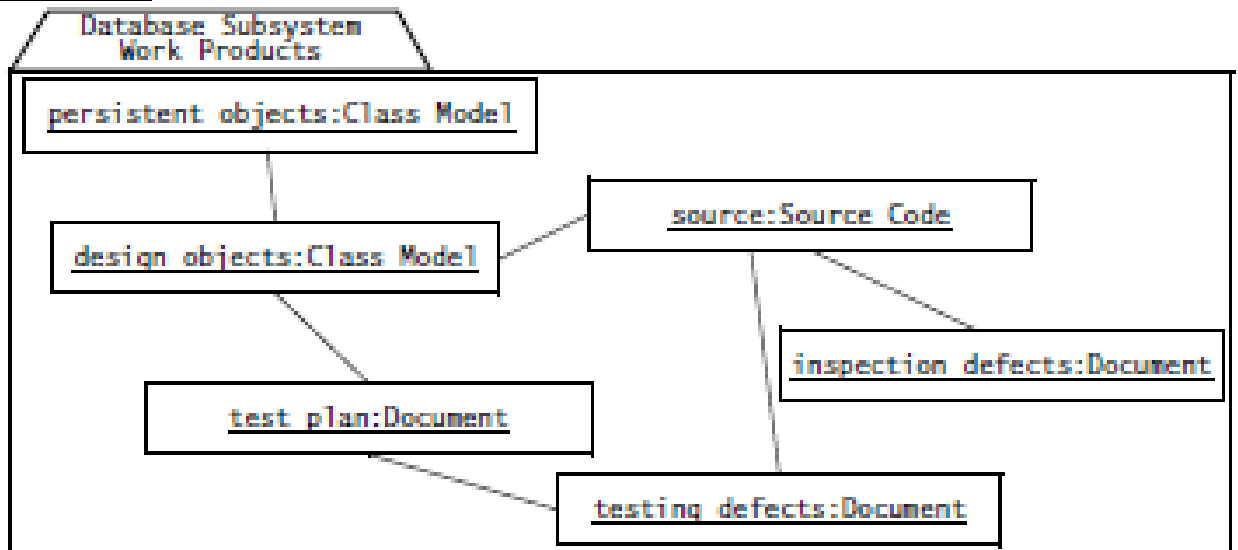 Database Subsystem
Work Products
persistent objects:Class Model
source:Source Code
design objects:Class Model
inspection defects:Document
test plan:Document
testing defects:Document